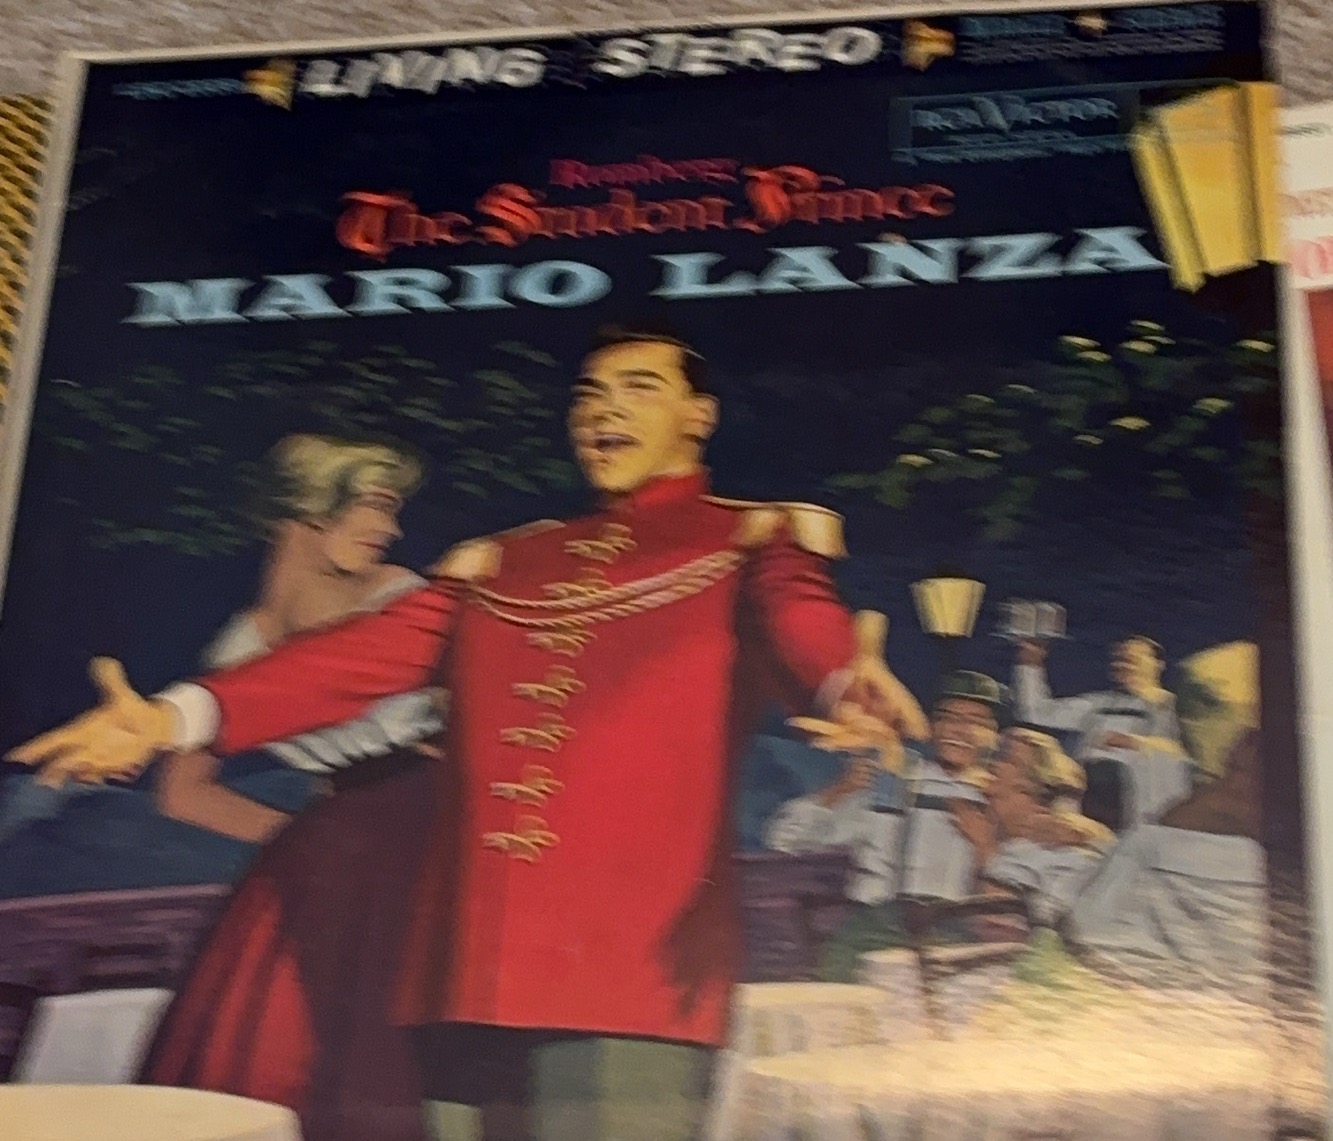 LIVING STEREO
RCA VICTOR
Romberg:
The Student Prince
MARIO LANZA